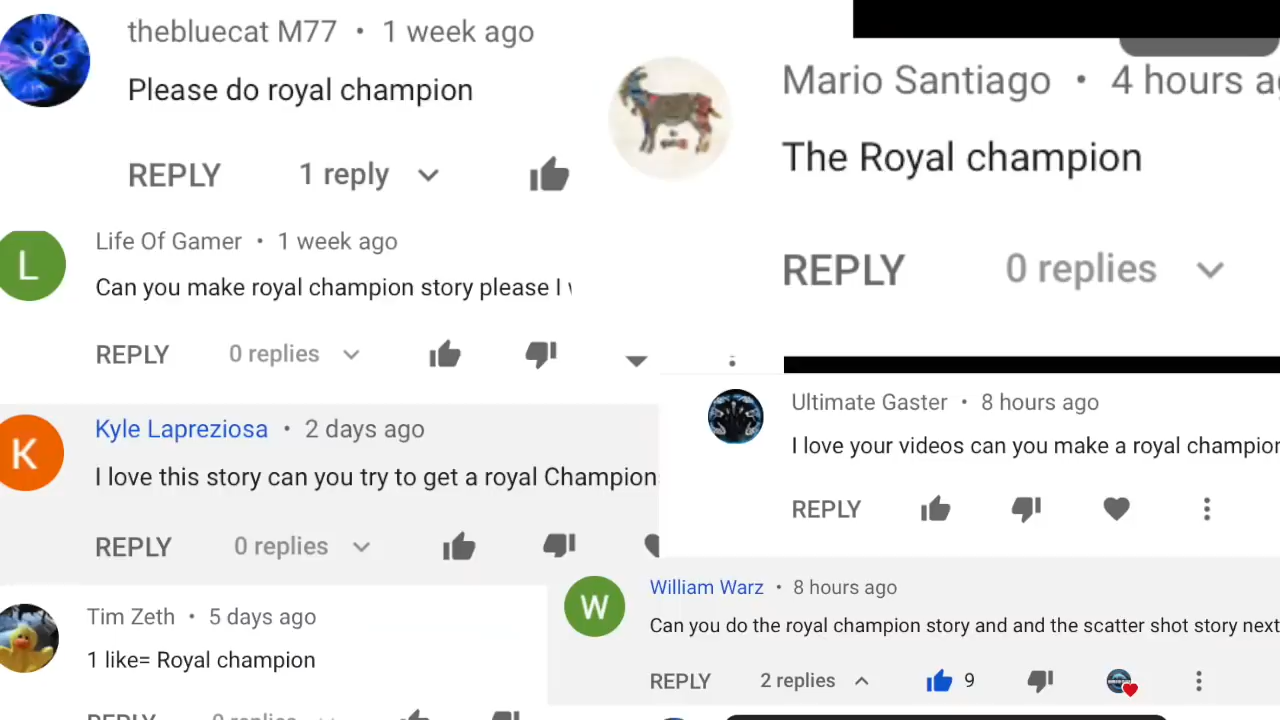 thebluecat M77 • 1 week ago
Please do royal champion
REPLY 1 reply
Mario Santiago • 4 hours
The Royal champion
REPLY 0 replies
Life Of Gamer • 1 week ago
Can you make royal champion story please I
REPLY 0 replies
Kyle Lapreziosa • 2 days ago
I love this story can you try to get a royal Champion
REPLY 0 replies
Ultimate Gaster • 8 hours ago
I love your videos can you make a royal champion
REPLY
Tim Zeth • 5 days ago
1 like= Royal champion
REPLY 0 replies
William Warz • 8 hours ago
Can you do the royal champion story and and the scatter shot story next
REPLY 2 replies 9
L
K
W